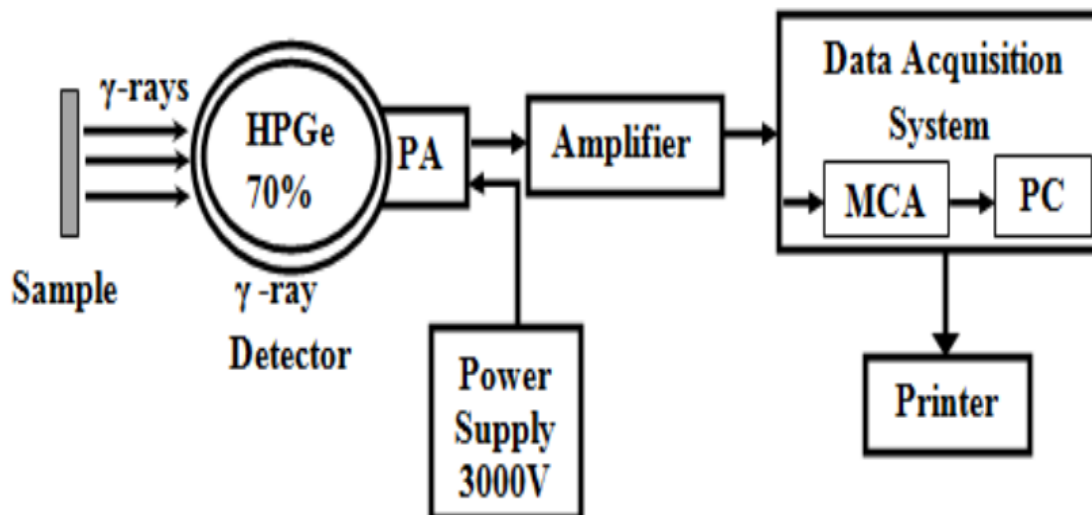 γ-rays
Sample
HPGe
70%
γ -ray
Detector
PA
Power
Supply
3000V
Amplifier
Data Acquisition
System
MCA
PC
Printer